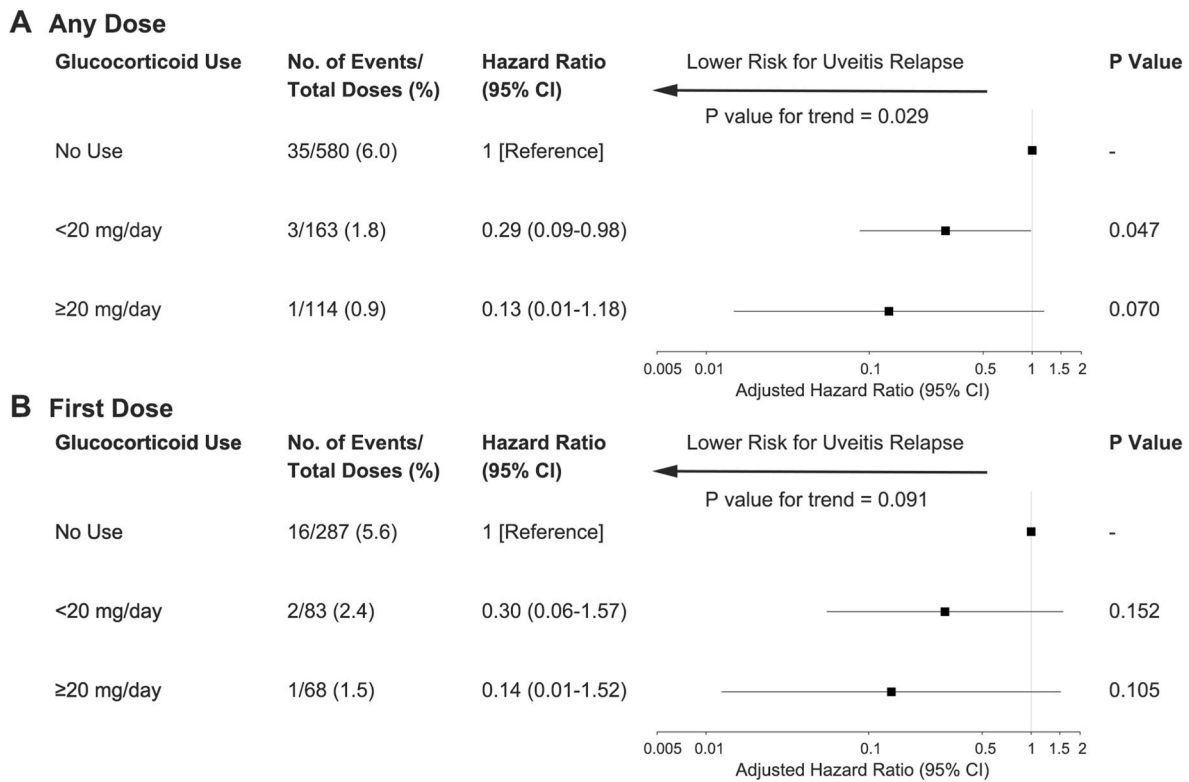 A Any Dose
Glucocorticoid Use No. of Events/ Hazard Ratio Lower Risk for Uveitis Relapse P Value
Total Doses (%) (95% CI)
P value for trend = 0.029
No Use 35/580 (6.0) 1 [Reference] -
<20 mg/day 3/163 (1.8) 0.29 (0.09-0.98) 0.047
≥20 mg/day 1/114 (0.9) 0.13 (0.01-1.18) 0.070
0.005 0.01 0.1 0.5 1 1.5 2
Adjusted Hazard Ratio (95% CI)
B First Dose
Glucocorticoid Use No. of Events/ Hazard Ratio Lower Risk for Uveitis Relapse P Value
Total Doses (%) (95% CI)
P value for trend = 0.091
No Use 16/287 (5.6) 1 [Reference] -
<20 mg/day 2/83 (2.4) 0.30 (0.06-1.57) 0.152
≥20 mg/day 1/68 (1.5) 0.14 (0.01-1.52) 0.105
0.005 0.01 0.1 0.5 1 1.5 2
Adjusted Hazard Ratio (95% CI)